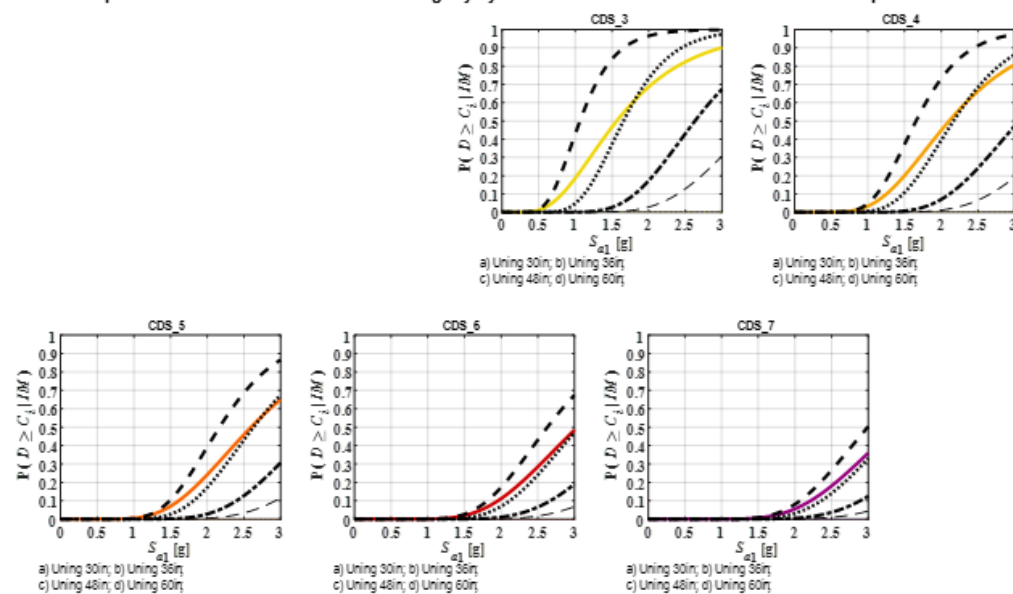 CDS_3
1
0.9
0.8
0.7
0.6
0.5
0.4
0.3
0.2
0.1
0
P( D ≥ C_i | IM )
0 0.5 1 1.5 2 2.5 3
S_a1 [g]
a) Uning 30in; b) Uning 36in;
c) Uning 48in; d) Uning 60in;
CDS_4
1
0.9
0.8
0.7
0.6
0.5
0.4
0.3
0.2
0.1
0
P( D ≥ C_i | IM )
0 0.5 1 1.5 2 2.5 3
S_a1 [g]
a) Uning 30in; b) Uning 36in;
c) Uning 48in; d) Uning 60in;
CDS_5
1
0.9
0.8
0.7
0.6
0.5
0.4
0.3
0.2
0.1
0
P( D ≥ C_i | IM )
0 0.5 1 1.5 2 2.5 3
S_a1 [g]
a) Uning 30in; b) Uning 36in;
c) Uning 48in; d) Uning 60in;
CDS_6
1
0.9
0.8
0.7
0.6
0.5
0.4
0.3
0.2
0.1
0
P( D ≥ C_i | IM )
0 0.5 1 1.5 2 2.5 3
S_a1 [g]
a) Uning 30in; b) Uning 36in;
c) Uning 48in; d) Uning 60in;
CDS_7
1
0.9
0.8
0.7
0.6
0.5
0.4
0.3
0.2
0.1
0
P( D ≥ C_i | IM )
0 0.5 1 1.5 2 2.5 3
S_a1 [g]
a) Uning 30in; b) Uning 36in;
c) Uning 48in; d) Uning 60in;